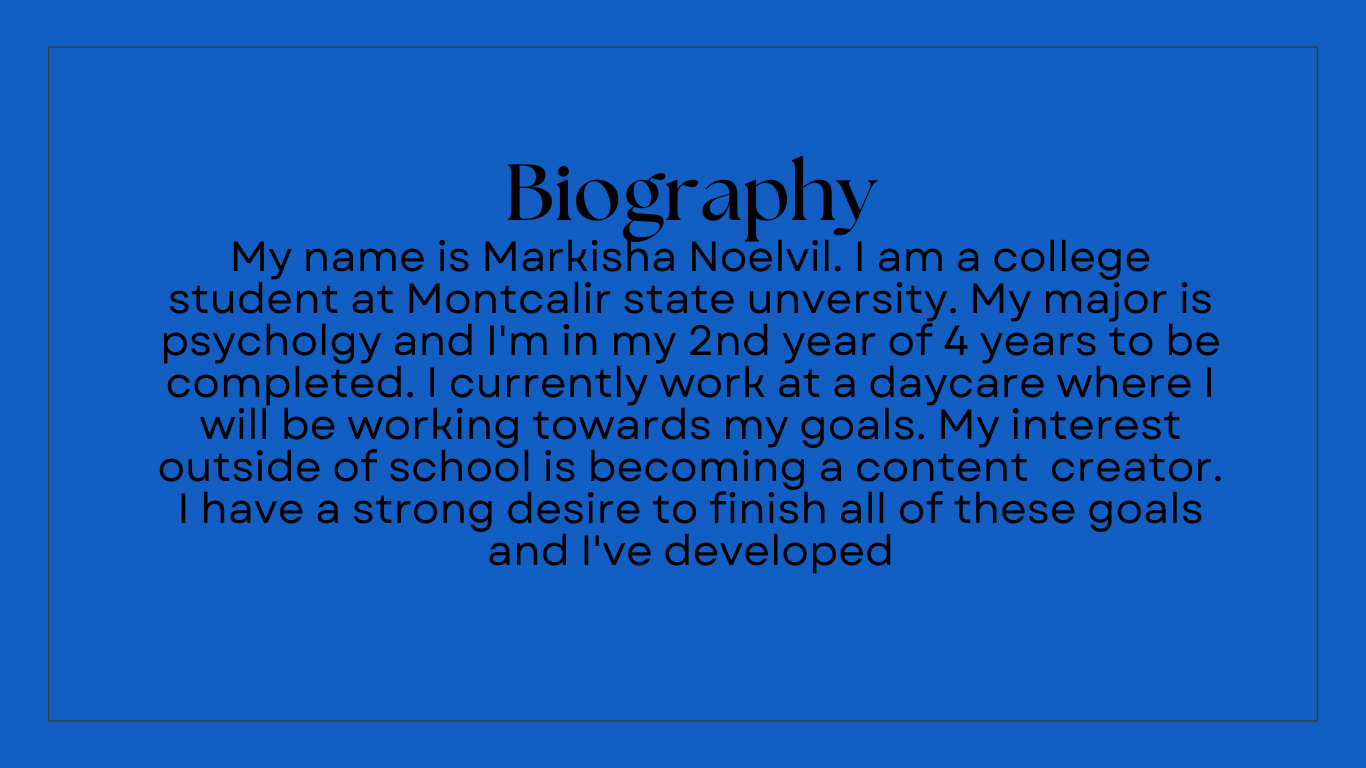 Biography
My name is Markisha Noelvil. I am a college
student at Montcalir state unversity. My major is
psycholgy and I'm in my 2nd year of 4 years to be
completed. I currently work at a daycare where I
will be working towards my goals. My interest
outside of school is becoming a content  creator.
I have a strong desire to finish all of these goals
and I've developed